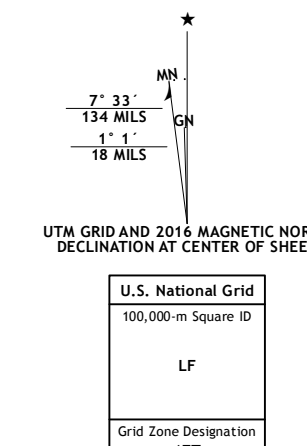 ★
MN
7° 33´
134 MILS
GN
1° 1´
18 MILS
UTM GRID AND 2016 MAGNETIC NOR
DECLINATION AT CENTER OF SHEE
U.S. National Grid
100,000-m Square ID
LF
Grid Zone Designation